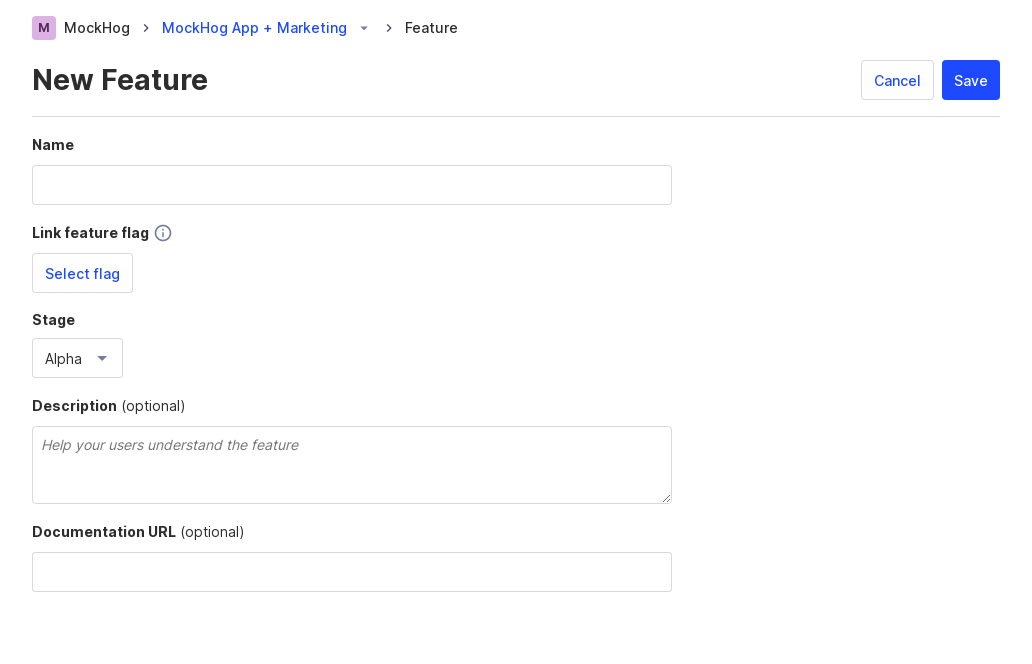 M MockHog MockHog App + Marketing Feature
New Feature
Cancel Save
Name
Link feature flag
Select flag
Stage
Alpha
Description (optional)
Help your users understand the feature
Documentation URL (optional)